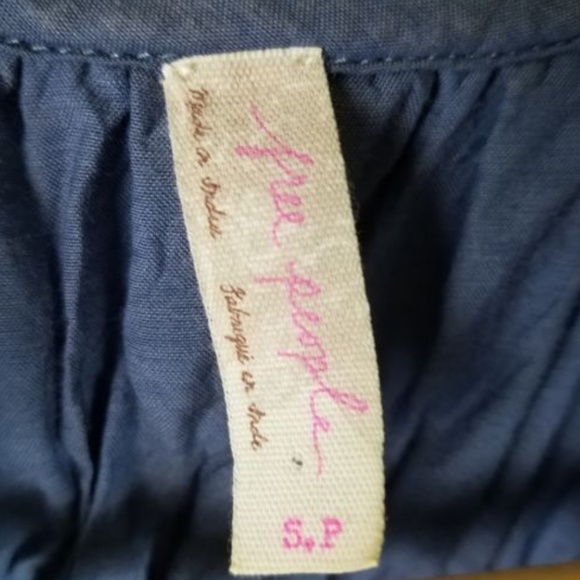 free people
Made in India
Fabriqué en Inde
S, P